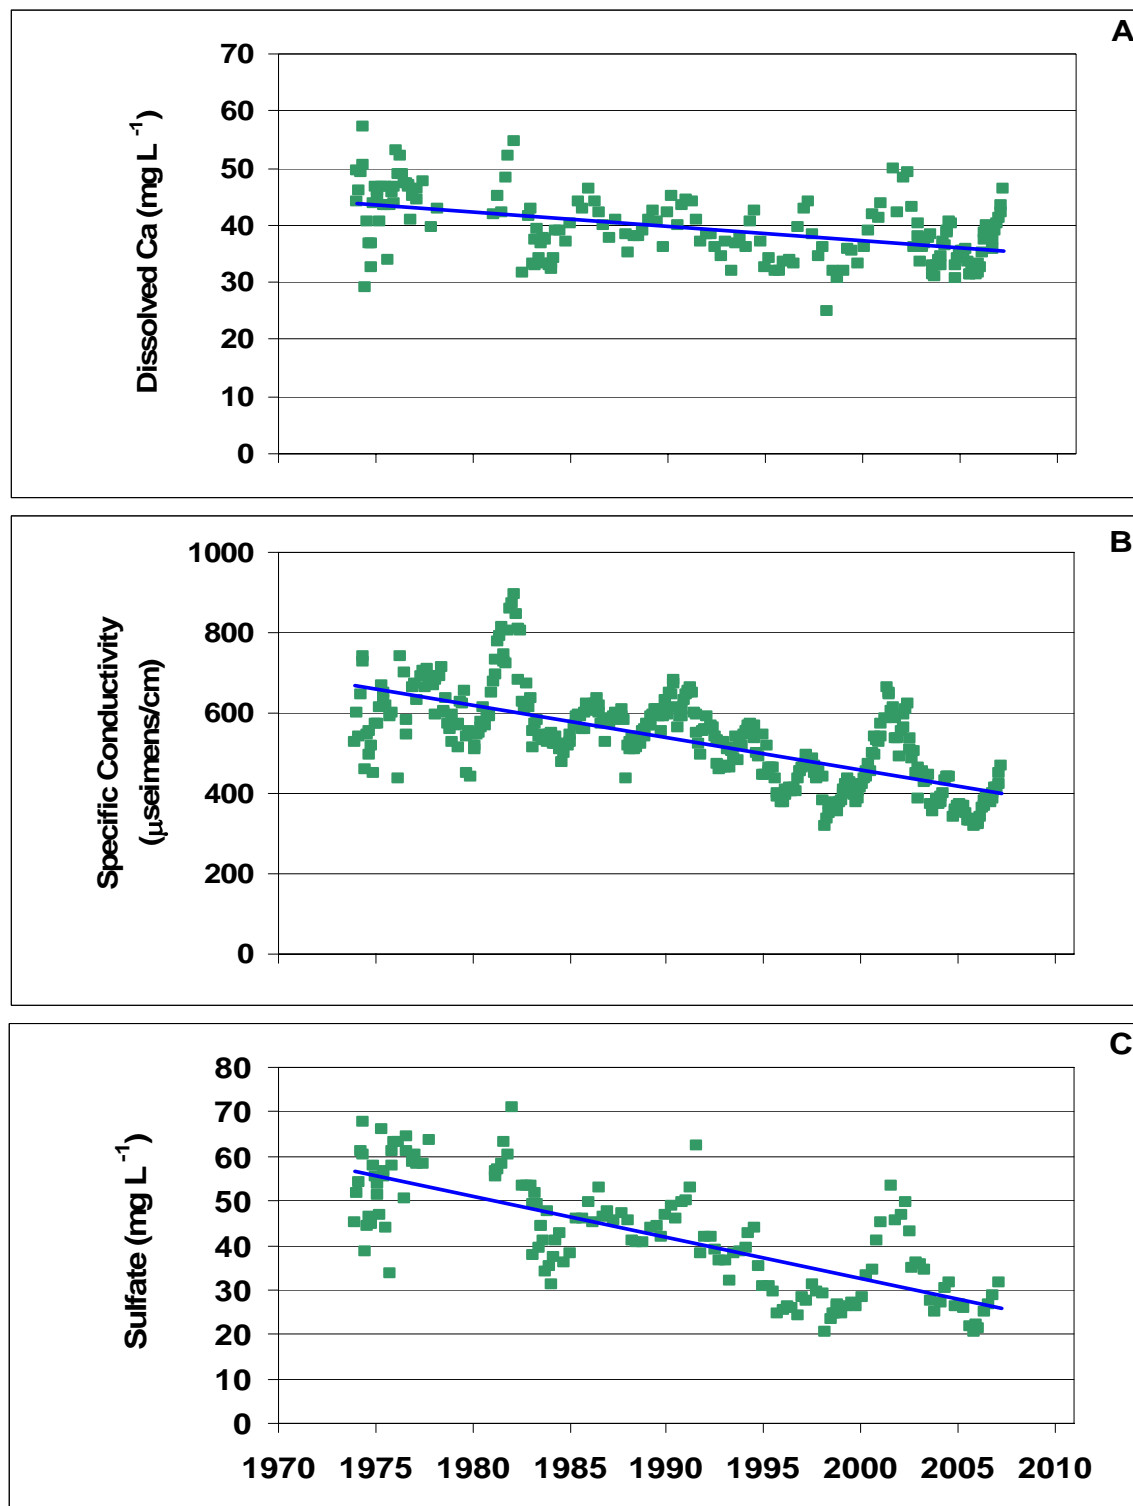 A
70
60
50
40
30
20
10
0
Dissolved Ca (mg L -1)
B
1000
800
600
400
200
0
Specific Conductivity
(μseimens/cm)
C
80
70
60
50
40
30
20
10
0
Sulfate (mg L -1)
1970 1975 1980 1985 1990 1995 2000 2005 2010